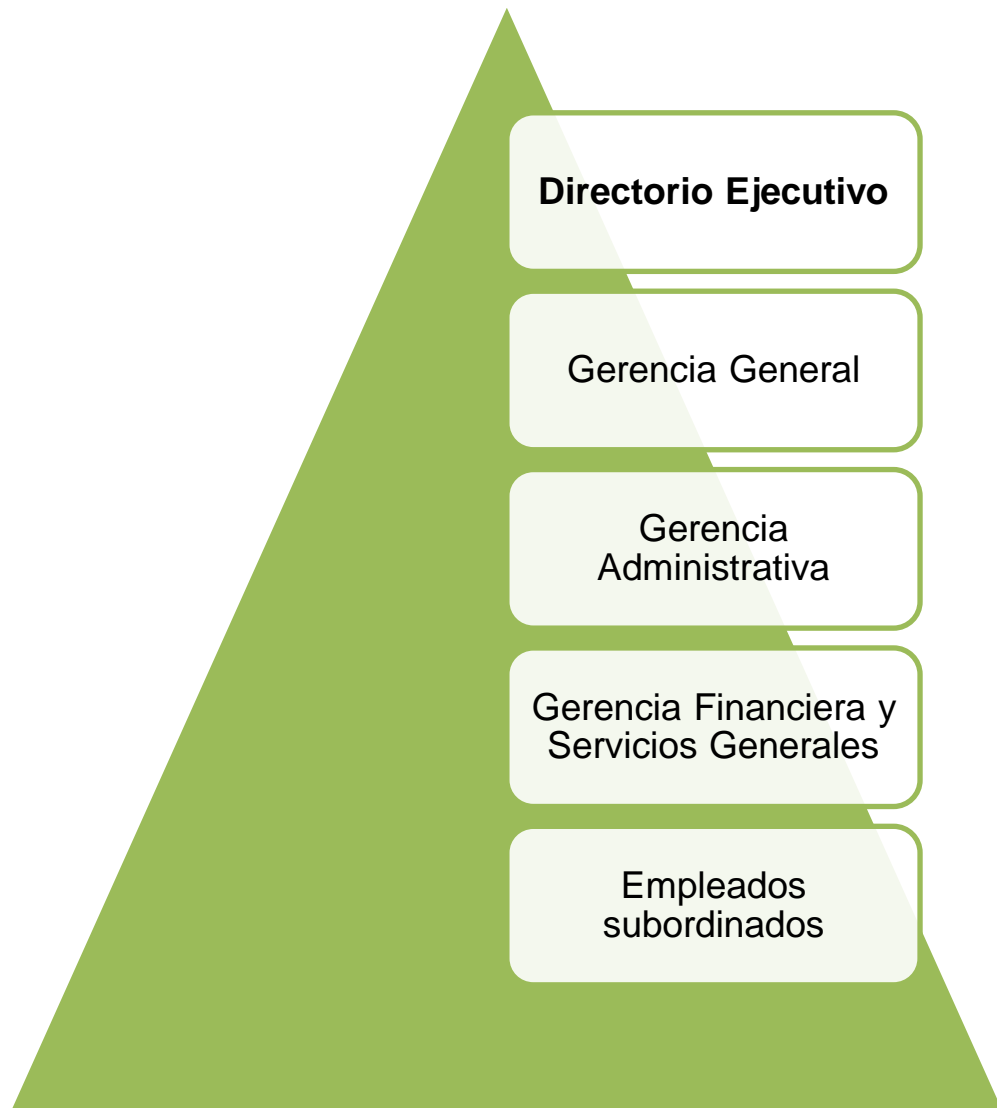 Directorio Ejecutivo
Gerencia General
Gerencia
Administrativa
Gerencia Financiera y
Servicios Generales
Empleados
subordinados